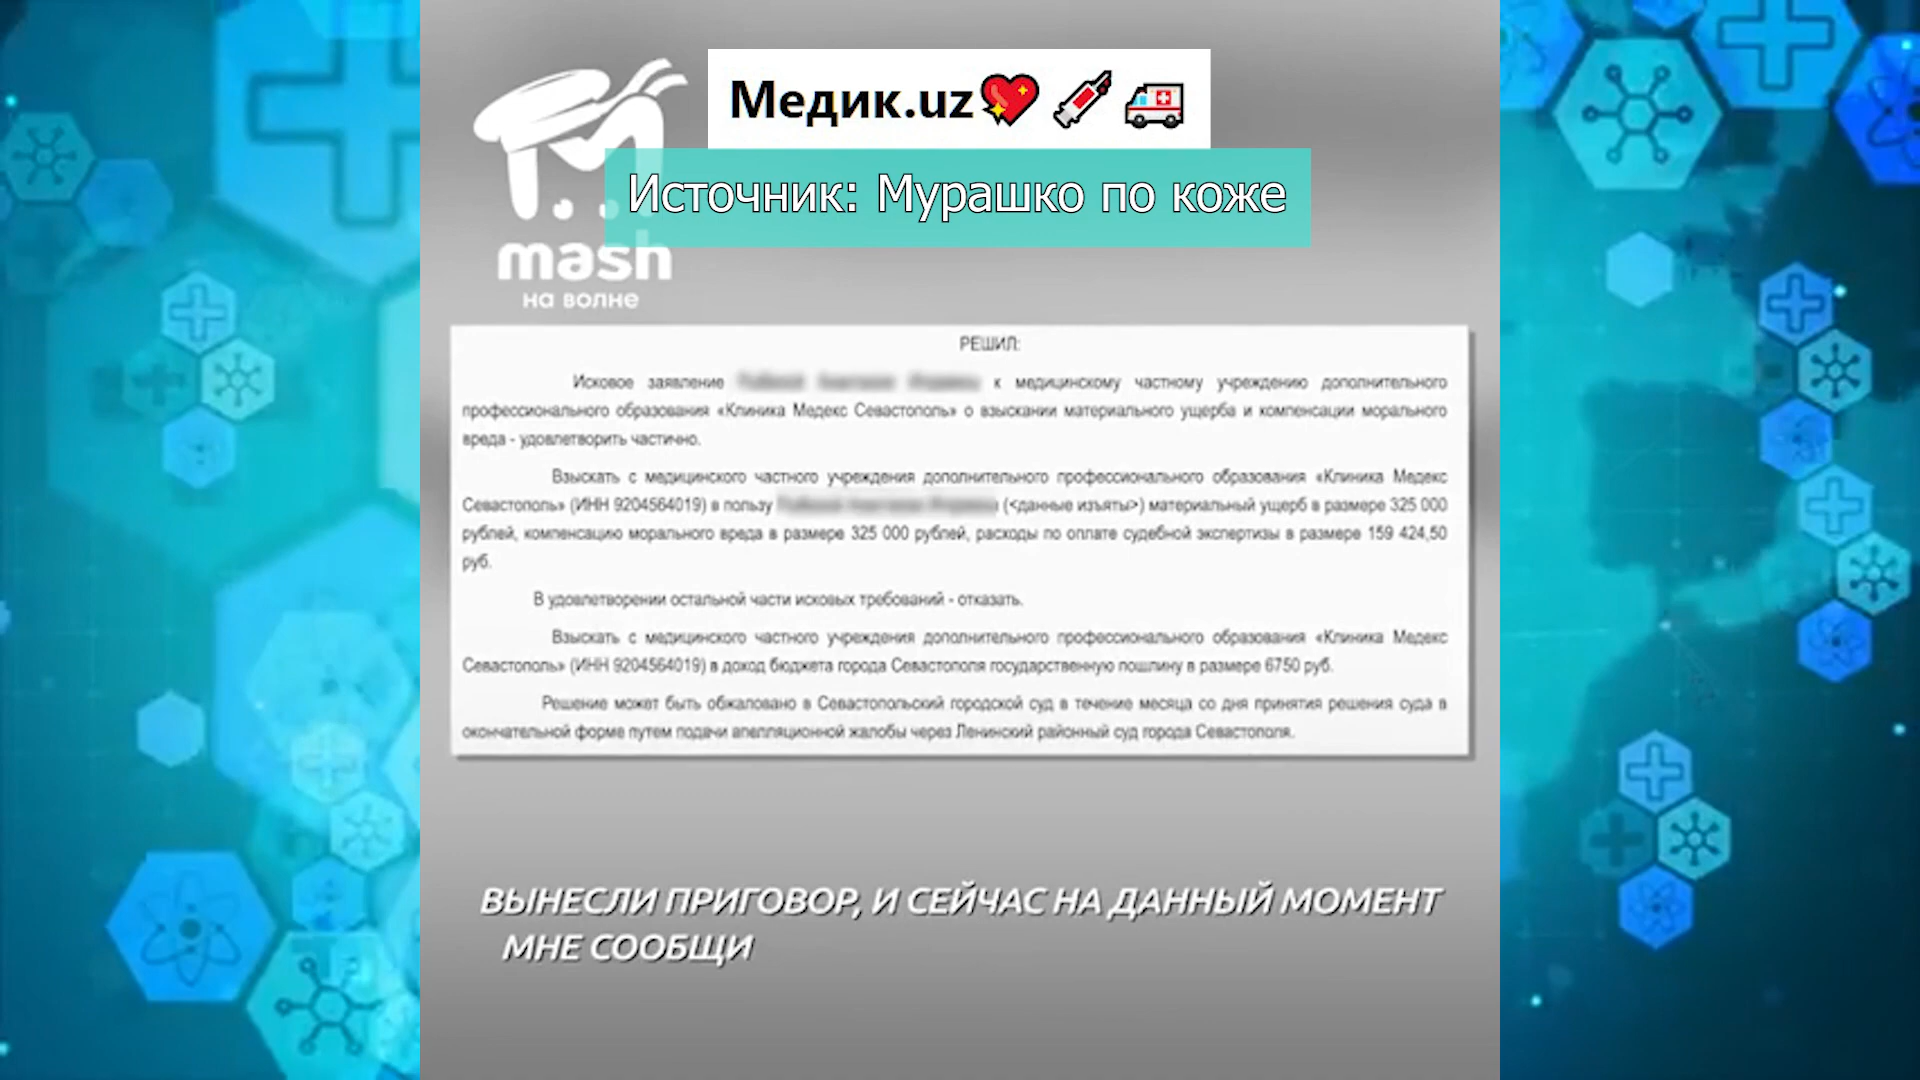 Медик.uz
Источник: Мурашко по коже
mash
на волне
РЕШИЛ:
Исковое заявление к медицинскому частному учреждению дополнительного
профессионального образования «Клиника Медекс Севастополь» о взыскании материального ущерба и компенсации морального
вреда - удовлетворить частично.
Взыскать с медицинского частного учреждения дополнительного профессионального образования «Клиника Медекс
Севастополь» (ИНН 9204564019) в пользу (<данные изъяты>) материальный ущерб в размере 325 000
рублей, компенсацию морального вреда в размере 325 000 рублей, расходы по оплате судебной экспертизы в размере 159 424,50
руб.
В удовлетворении остальной части исковых требований - отказать.
Взыскать с медицинского частного учреждения дополнительного профессионального образования «Клиника Медекс
Севастополь» (ИНН 9204564019) в доход бюджета города Севастополя государственную пошлину в размере 6750 руб.
Решение может быть обжаловано в Севастопольский городской суд в течение месяца со дня принятия решения суда в
окончательной форме путем подачи апелляционной жалобы через Ленинский районный суд города Севастополя.
ВЫНЕСЛИ ПРИГОВОР, И СЕЙЧАС НА ДАННЫЙ МОМЕНТ
МНЕ СООБЩИ